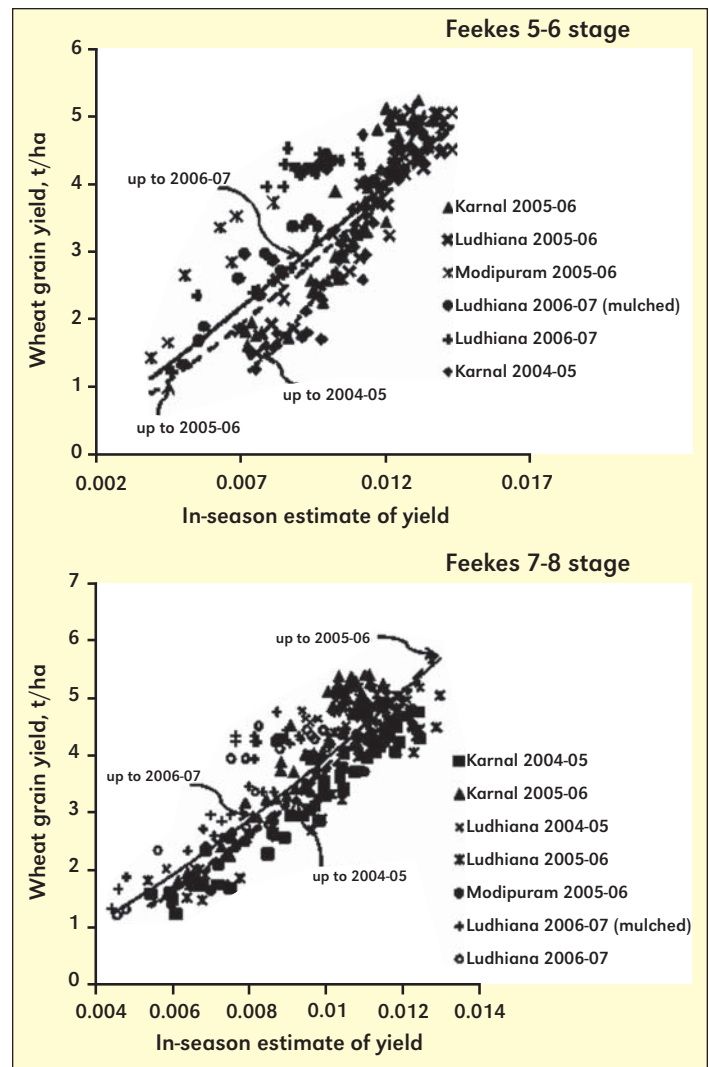 Feekes 5-6 stage
Wheat grain yield, t/ha
6
5
4
3
2
1
0
up to 2006-07
up to 2004-05
up to 2005-06
Karnal 2005-06
Ludhiana 2005-06
Modipuram 2005-06
Ludhiana 2006-07 (mulched)
Ludhiana 2006-07
Karnal 2004-05
0.002 0.007 0.012 0.017
In-season estimate of yield
Feekes 7-8 stage
Wheat grain yield, t/ha
7
6
5
4
3
2
1
0
up to 2005-06
up to 2006-07
up to 2004-05
Karnal 2004-05
Karnal 2005-06
Ludhiana 2004-05
Ludhiana 2005-06
Modipuram 2005-06
Ludhiana 2006-07 (mulched)
Ludhiana 2006-07
0.004 0.006 0.008 0.01 0.012 0.014
In-season estimate of yield